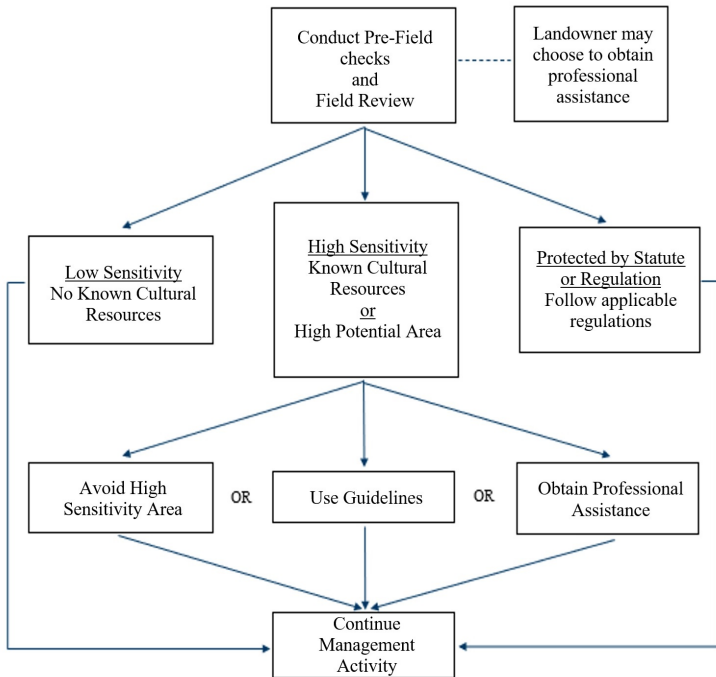 Conduct Pre-Field
checks
and
Field Review
Landowner may
choose to obtain
professional
assistance
Low Sensitivity
No Known Cultural
Resources
High Sensitivity
Known Cultural
Resources
or
High Potential Area
Protected by Statute
or Regulation
Follow applicable
regulations
Avoid High
Sensitivity Area
OR
Use Guidelines
OR
Obtain Professional
Assistance
Continue
Management
Activity